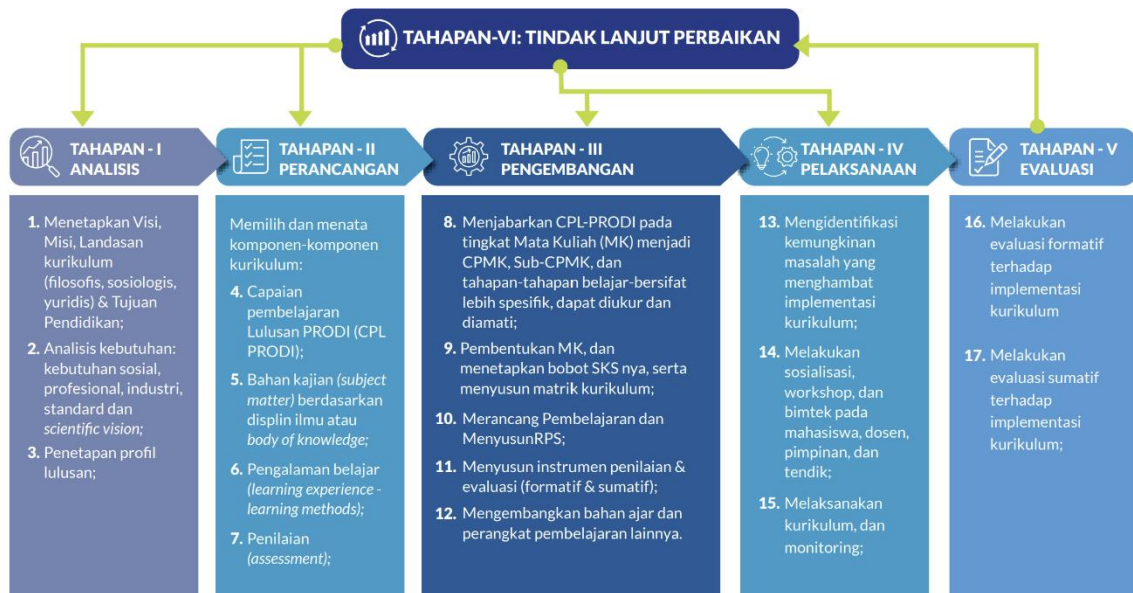 TAHAPAN-VI: TINDAK LANJUT PERBAIKAN
TAHAPAN - I
ANALISIS
1. Menetapkan Visi,
Misi, Landasan
kurikulum
(filosofis, sosiologis,
yuridis) & Tujuan
Pendidikan;
2. Analisis kebutuhan:
kebutuhan sosial,
profesional, industri,
standard dan
scientific vision;
3. Penetapan profil
lulusan;
TAHAPAN - II
PERANCANGAN
Memilih dan menata
komponen-komponen
kurikulum:
4. Capaian
pembelajaran
Lulusan PRODI (CPL
PRODI);
5. Bahan kajian (subject
matter) berdasarkan
displin ilmu atau
body of knowledge;
6. Pengalaman belajar
(learning experience -
learning methods);
7. Penilaian
(assessment);
TAHAPAN - III
PENGEMBANGAN
8. Menjabarkan CPL-PRODI pada
tingkat Mata Kuliah (MK) menjadi
CPMK, Sub-CPMK, dan
tahapan-tahapan belajar-bersifat
lebih spesifik, dapat diukur dan
diamati;
9. Pembentukan MK, dan
menetapkan bobot SKS nya, serta
menyusun matrik kurikulum;
10. Merancang Pembelajaran dan
MenyusunRPS;
11. Menyusun instrumen penilaian &
evaluasi (formatif & sumatif);
12. Mengembangkan bahan ajar dan
perangkat pembelajaran lainnya.
TAHAPAN - IV
PELAKSANAAN
13. Mengidentifikasi
kemungkinan
masalah yang
menghambat
implementasi
kurikulum;
14. Melakukan
sosialisasi,
workshop, dan
bimtek pada
mahasiswa, dosen,
pimpinan, dan
tendik;
15. Melaksanakan
kurikulum, dan
monitoring;
TAHAPAN - V
EVALUASI
16. Melakukan
evaluasi formatif
terhadap
implementasi
kurikulum
17. Melakukan
evaluasi sumatif
terhadap
implementasi
kurikulum;